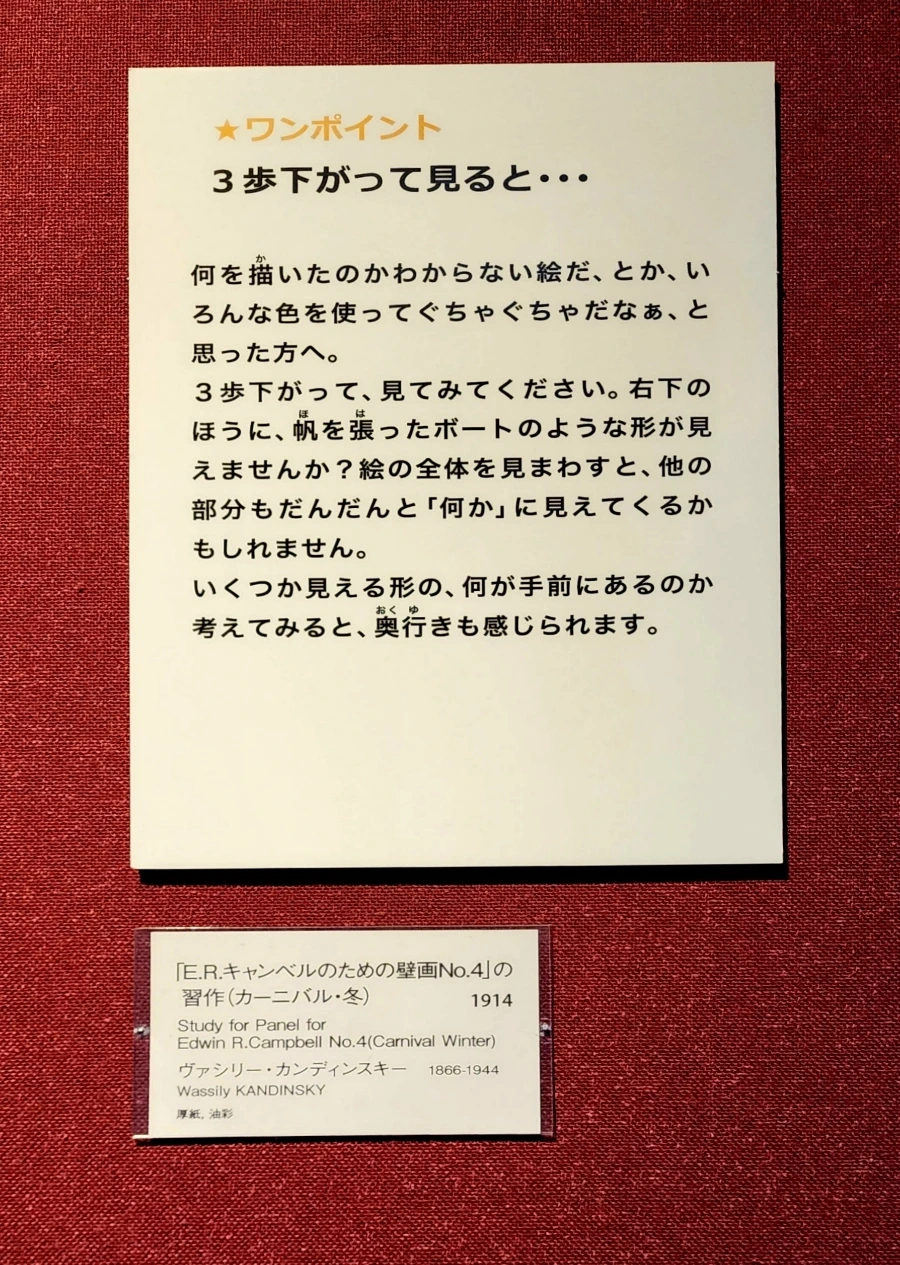 ★ワンポイント
3歩下がって見ると・・・
何を描いたのかわからない絵だ、とか、い
ろんな色を使ってぐちゃぐちゃだなぁ、と
思った方へ。
3歩下がって、見てみてください。右下の
ほうに、帆を張ったボートのような形が見
えませんか？絵の全体を見まわすと、他の
部分もだんだんと「何か」に見えてくるか
もしれません。
いくつか見える形の、何が手前にあるのか
考えてみると、奥行きも感じられます。
「E.R.キャンベルのための壁画No.4」の
習作（カーニバル・冬） 1914
Study for Panel for
Edwin R.Campbell No.4(Carnival Winter)
ヴァシリー・カンディンスキー 1866-1944
Wassily KANDINSKY
厚紙，油彩